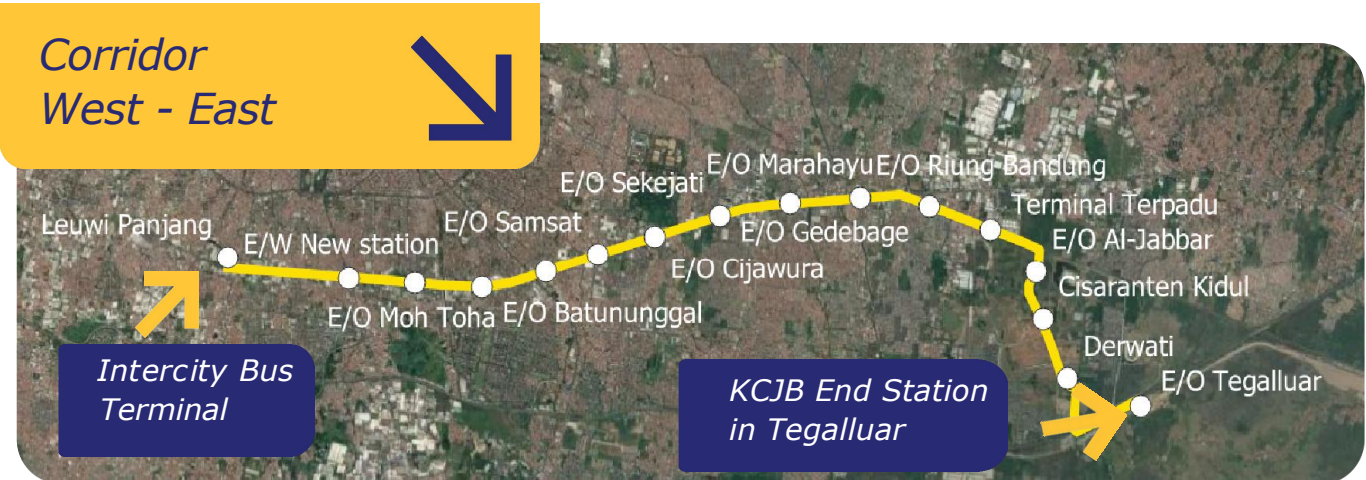 Corridor
West - East
Leuwi Panjang
E/W New station
E/O Moh Toha
E/O Samsat
E/O Batununggal
E/O Sekejati
E/O Cijawura
E/O Marahayu
E/O Gedebage
E/O Riung Bandung
Terminal Terpadu
E/O Al-Jabbar
Cisaranten Kidul
Derwati
E/O Tegalluar
Intercity Bus
Terminal
KCJB End Station
in Tegalluar